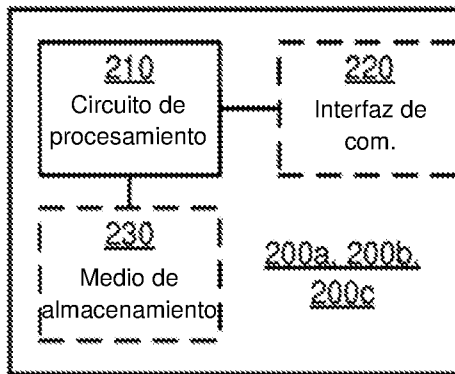 210
Circuito de
procesamiento
220
Interfaz de
com.
230
Medio de
almacenamiento
200a, 200b,
200c